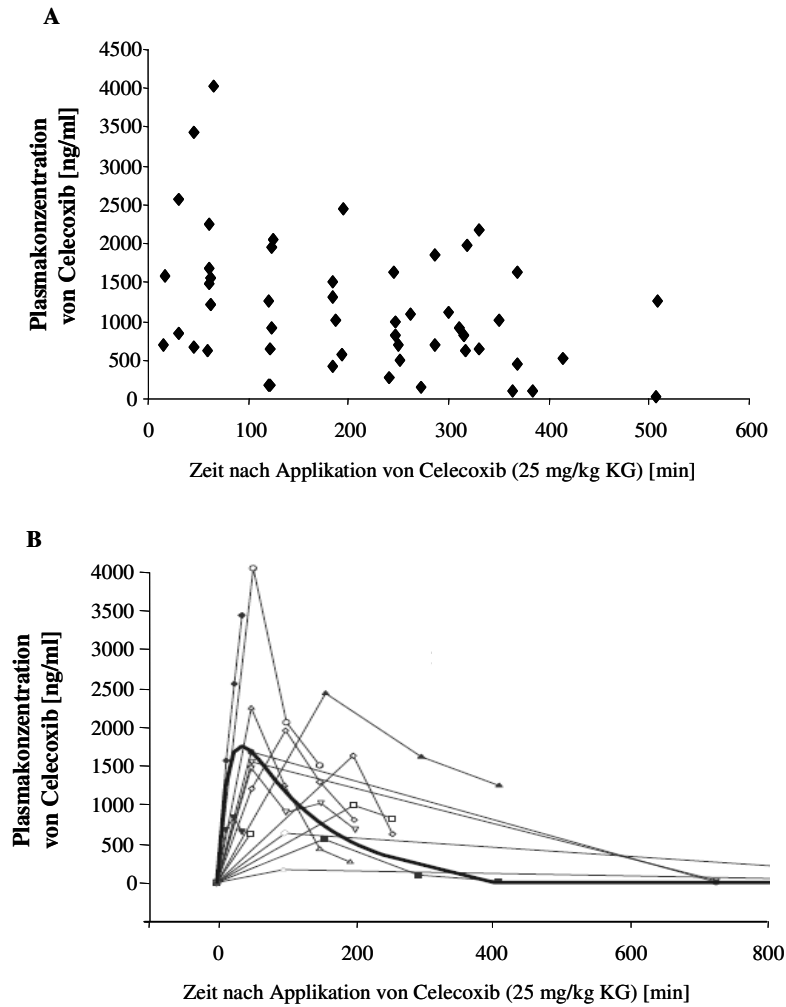 A
4500
4000
3500
3000
2500
2000
1500
1000
500
0
Plasmakonzentration
von Celecoxib [ng/ml]
0 100 200 300 400 500 600
Zeit nach Applikation von Celecoxib (25 mg/kg KG) [min]
B
4000
3500
3000
2500
2000
1500
1000
500
0
Plasmakonzentration
von Celecoxib [ng/ml]
0 200 400 600 800
Zeit nach Applikation von Celecoxib (25 mg/kg KG) [min]